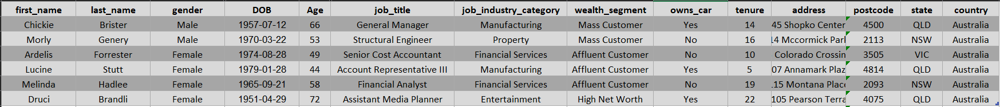 first_name last_name gender DOB Age job_title job_industry_category wealth_segment owns_car tenure address postcode state country
Chickie Brister Male 1957-07-12 66 General Manager Manufacturing Mass Customer Yes 14 45 Shopko Center 4500 QLD Australia
Morly Genery Male 1970-03-22 53 Structural Engineer Property Mass Customer No 16 14 Mccormick Park 2113 NSW Australia
Ardelis Forrester Female 1974-08-28 49 Senior Cost Accountant Financial Services Affluent Customer No 10 Colorado Crossin 3505 VIC Australia
Lucine Stutt Female 1979-01-28 44 Account Representative III Manufacturing Affluent Customer Yes 5 07 Annamark Plaz 4814 QLD Australia
Melinda Hadlee Female 1965-09-21 58 Financial Analyst Financial Services Affluent Customer No 19 115 Montana Place 2093 NSW Australia
Druci Brandli Female 1951-04-29 72 Assistant Media Planner Entertainment High Net Worth Yes 22 105 Pearson Terra 4075 QLD Australia